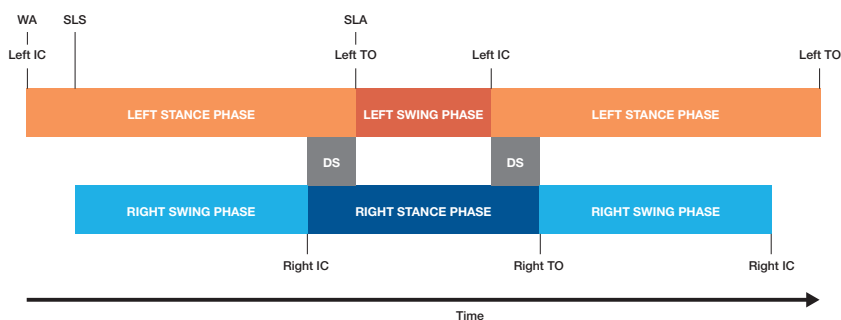 WA SLS SLA
Left IC Left TO Left IC Left TO
LEFT STANCE PHASE LEFT SWING PHASE LEFT STANCE PHASE
DS DS
RIGHT SWING PHASE RIGHT STANCE PHASE RIGHT SWING PHASE
Right IC Right TO Right IC
Time